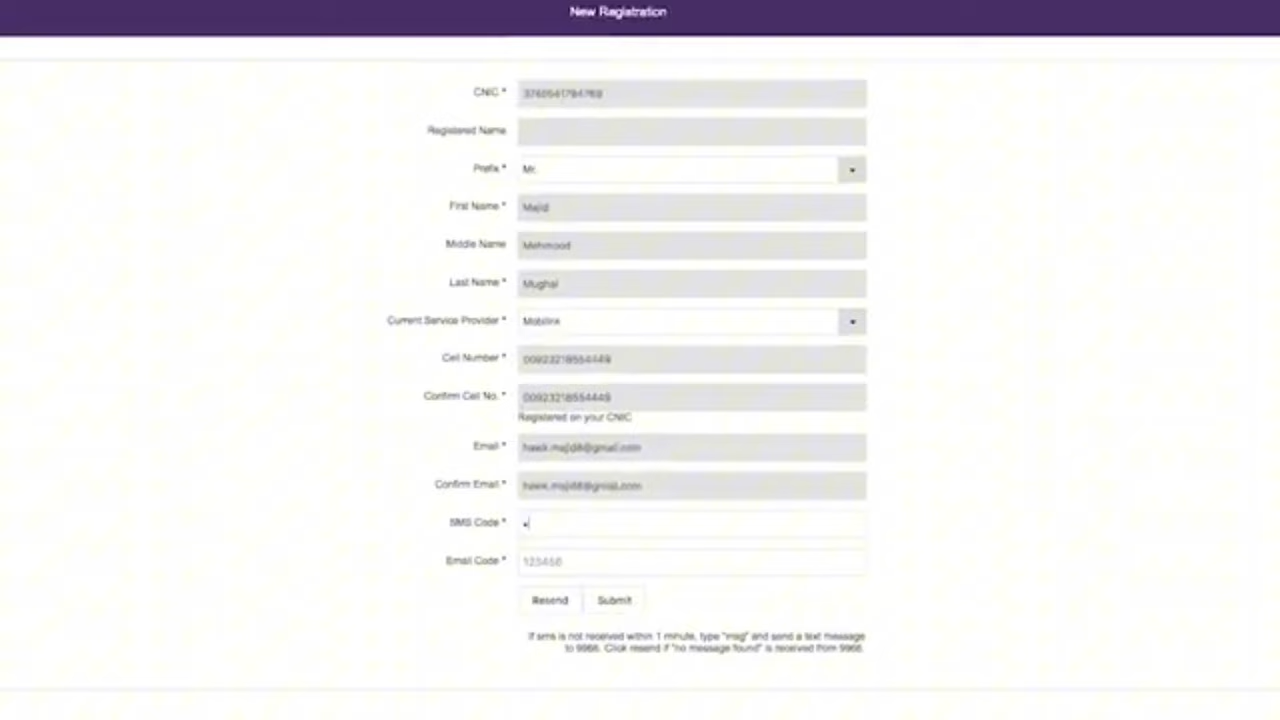 New Registration
CNIC *
Registered Name
Prefix * Mr.
First Name * Majid
Middle Name Mehmood
Last Name * Mughal
Current Service Provider * Mobilink
Cell Number *
Confirm Cell No. *
Registered on your CNIC
Email *
Confirm Email *
SMS Code *
Email Code * 123456
Resend Submit
If sms is not received within 1 minute, type "msg" and send a text message
to 9966. Click resend if "no message found" is received from 9966.